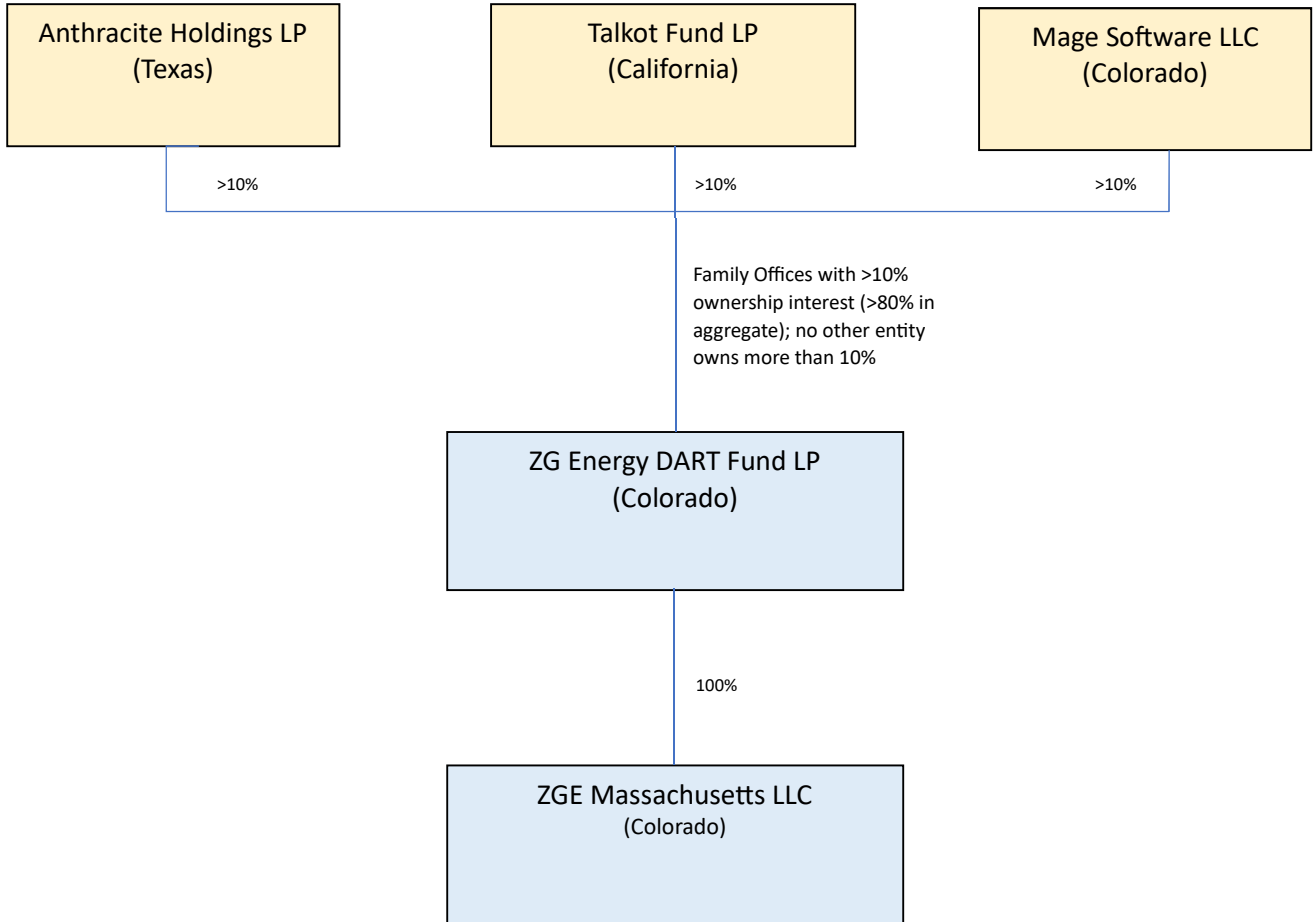 Anthracite Holdings LP
(Texas)
Talkot Fund LP
(California)
Mage Software LLC
(Colorado)
>10%
>10%
>10%
Family Offices with >10%
ownership interest (>80% in
aggregate); no other entity
owns more than 10%
ZG Energy DART Fund LP
(Colorado)
100%
ZGE Massachusetts LLC
(Colorado)